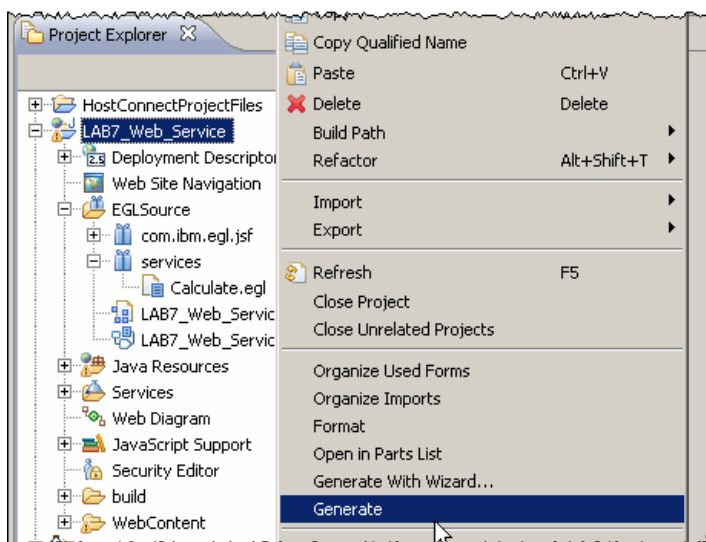 Project Explorer
HostConnectProjectFiles
LAB7_Web_Service
2.5 Deployment Descripto
Web Site Navigation
EGLSource
com.ibm.egl.jsf
services
Calculate.egl
LAB7_Web_Servic
LAB7_Web_Servic
Java Resources
Services
Web Diagram
JavaScript Support
Security Editor
build
WebContent
Copy Qualified Name
Paste Ctrl+V
Delete Delete
Build Path
Refactor Alt+Shift+T
Import
Export
Refresh F5
Close Project
Close Unrelated Projects
Organize Used Forms
Organize Imports
Format
Open in Parts List
Generate With Wizard...
Generate